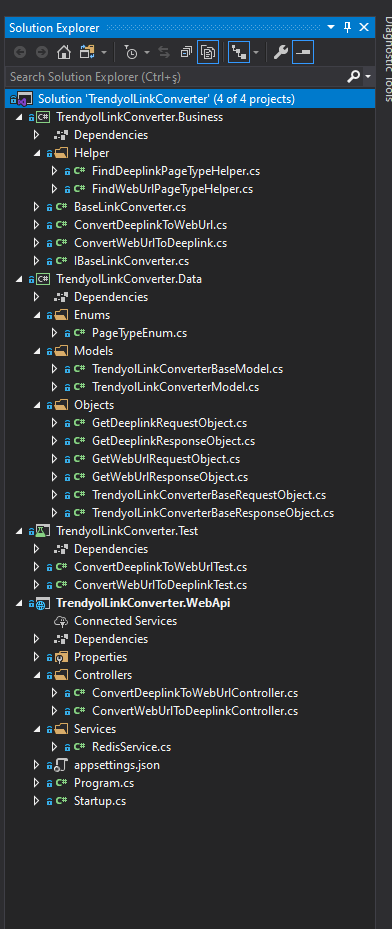 Solution Explorer
Search Solution Explorer (Ctrl+ş)
Solution 'TrendyolLinkConverter' (4 of 4 projects)
C# TrendyolLinkConverter.Business
Dependencies
Helper
C# FindDeeplinkPageTypeHelper.cs
C# FindWebUrlPageTypeHelper.cs
C# BaseLinkConverter.cs
C# ConvertDeeplinkToWebUrl.cs
C# ConvertWebUrlToDeeplink.cs
C# IBaseLinkConverter.cs
C# TrendyolLinkConverter.Data
Dependencies
Enums
C# PageTypeEnum.cs
Models
C# TrendyolLinkConverterBaseModel.cs
C# TrendyolLinkConverterModel.cs
Objects
C# GetDeeplinkRequestObject.cs
C# GetDeeplinkResponseObject.cs
C# GetWebUrlRequestObject.cs
C# GetWebUrlResponseObject.cs
C# TrendyolLinkConverterBaseRequestObject.cs
C# TrendyolLinkConverterBaseResponseObject.cs
TrendyolLinkConverter.Test
Dependencies
C# ConvertDeeplinkToWebUrlTest.cs
C# ConvertWebUrlToDeeplinkTest.cs
TrendyolLinkConverter.WebApi
Connected Services
Dependencies
Properties
Controllers
C# ConvertDeeplinkToWebUrlController.cs
C# ConvertWebUrlToDeeplinkController.cs
Services
C# RedisService.cs
appsettings.json
C# Program.cs
C# Startup.cs
Diagnostic Tools